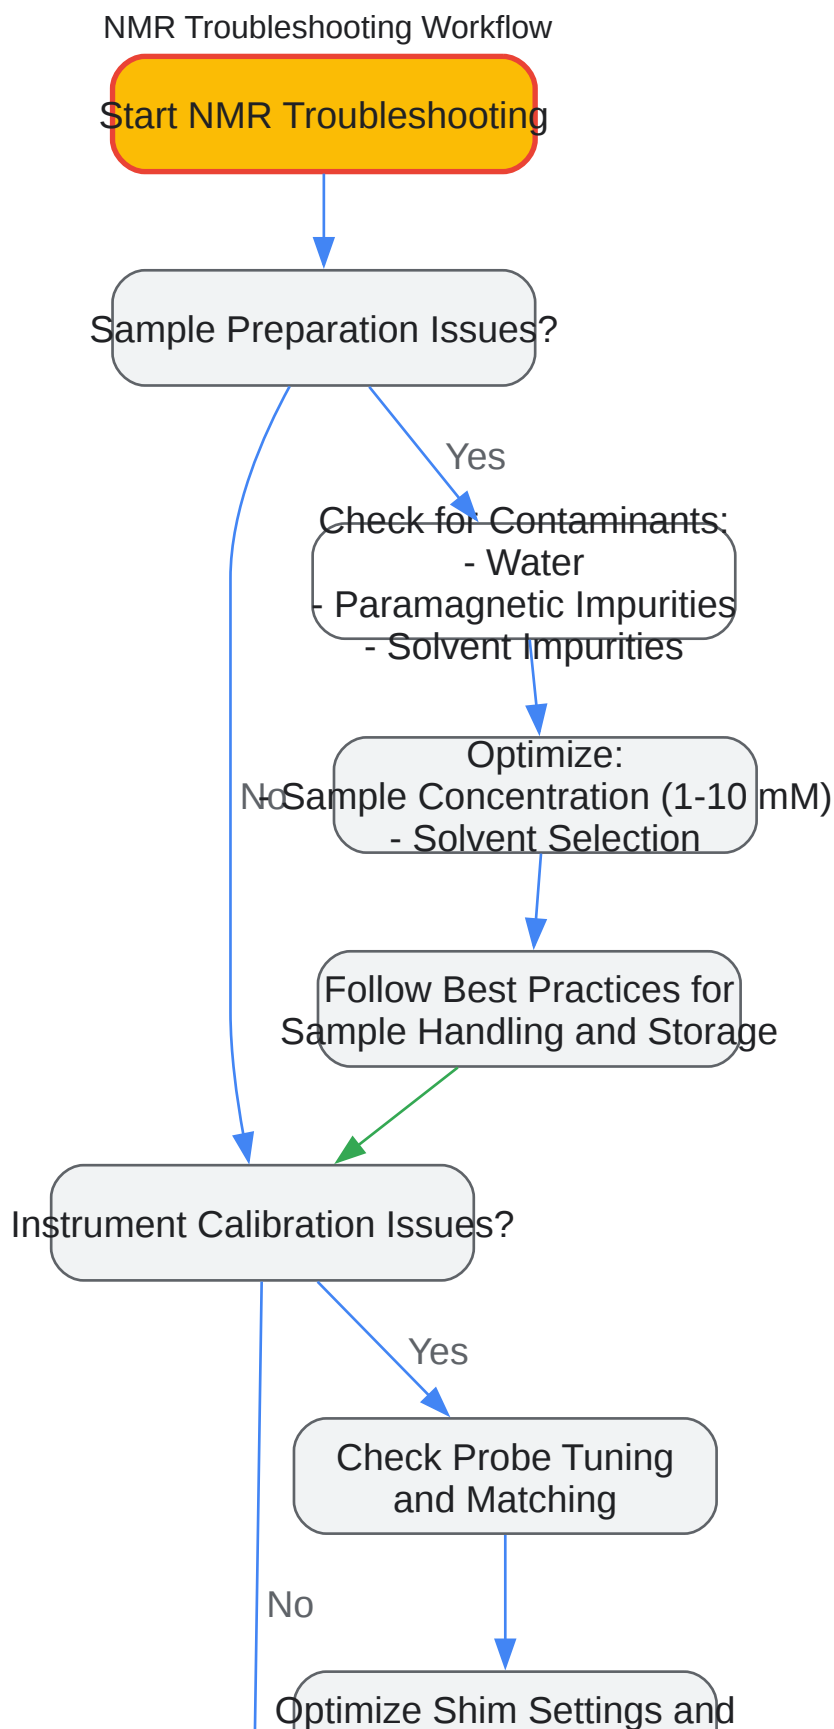 NMR Troubleshooting Workflow
Start NMR Troubleshooting
Sample Preparation Issues?
Yes
Check for Contaminants:
- Water
- Paramagnetic Impurities
- Solvent Impurities
Optimize:
No
- Sample Concentration (1-10 mM)
- Solvent Selection
Follow Best Practices for
Sample Handling and Storage
Instrument Calibration Issues?
Yes
Check Probe Tuning
and Matching
No
Optimize Shim Settings and